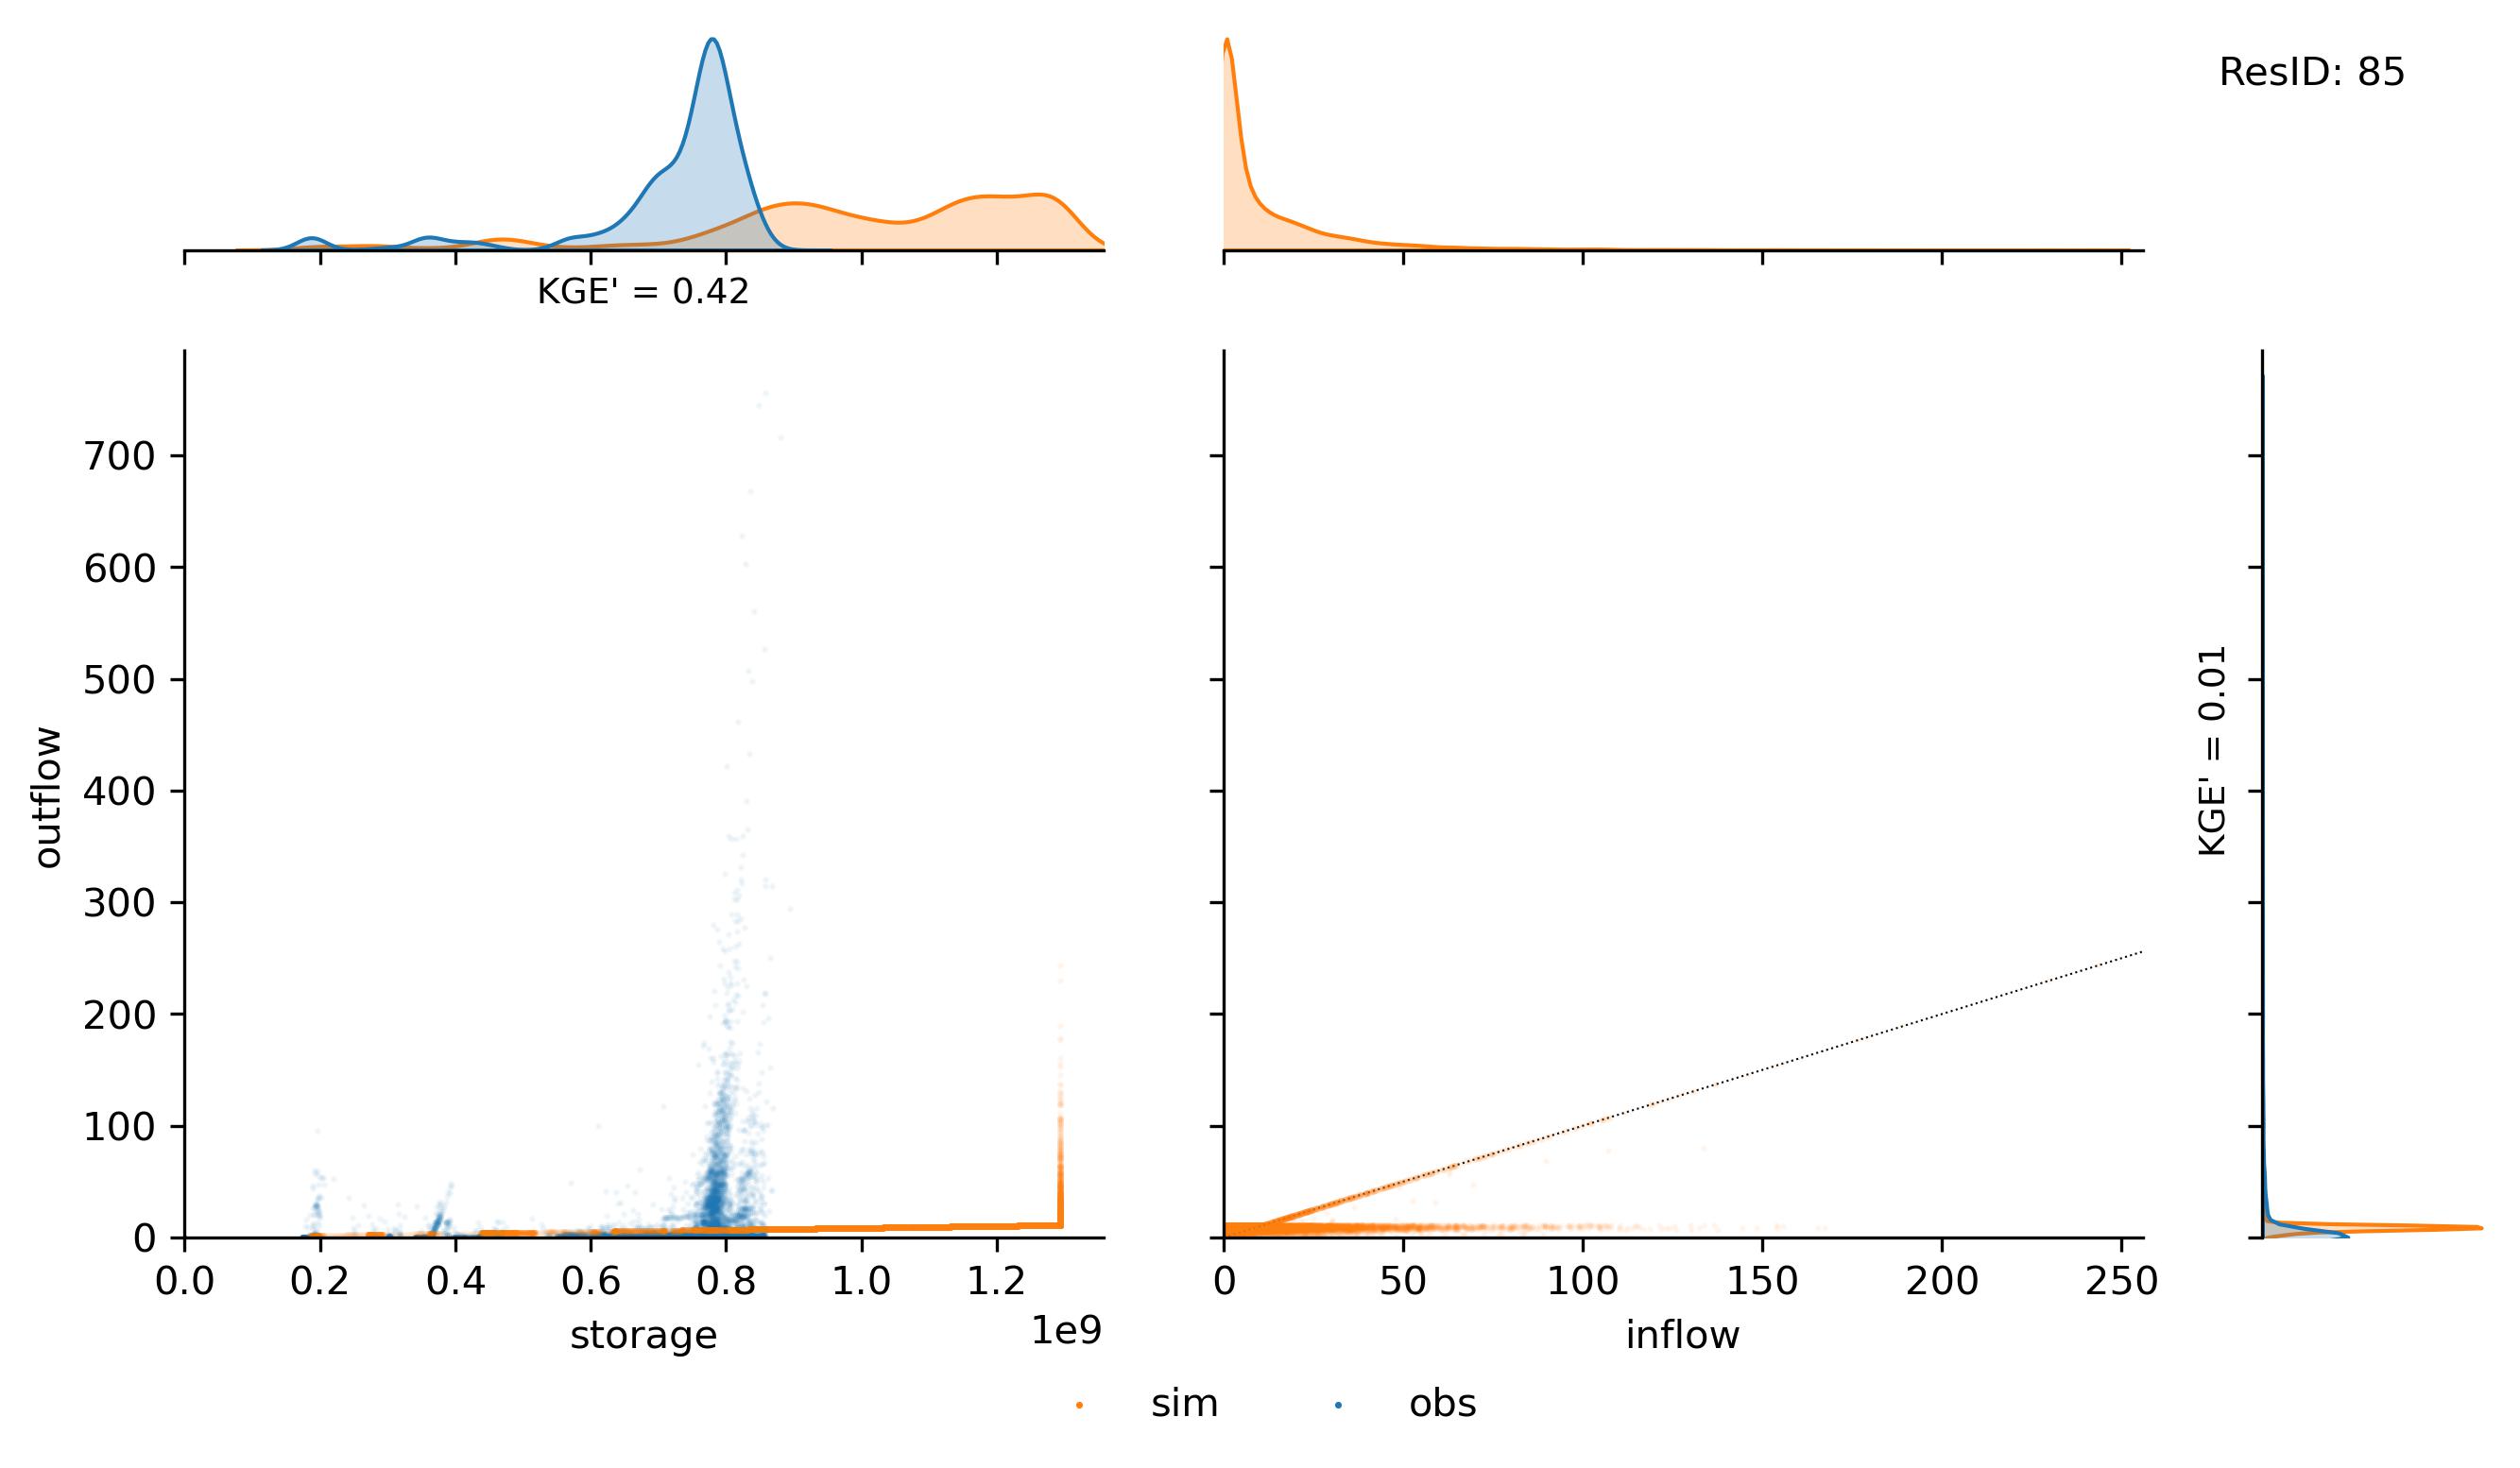 ResID: 85
KGE' = 0.42
outflow
700
600
500
400
300
200
100
0
KGE' = 0.01
0.0 0.2 0.4 0.6 0.8 1.0 1.2
1e9
storage
0 50 100 150 200 250
inflow
sim obs